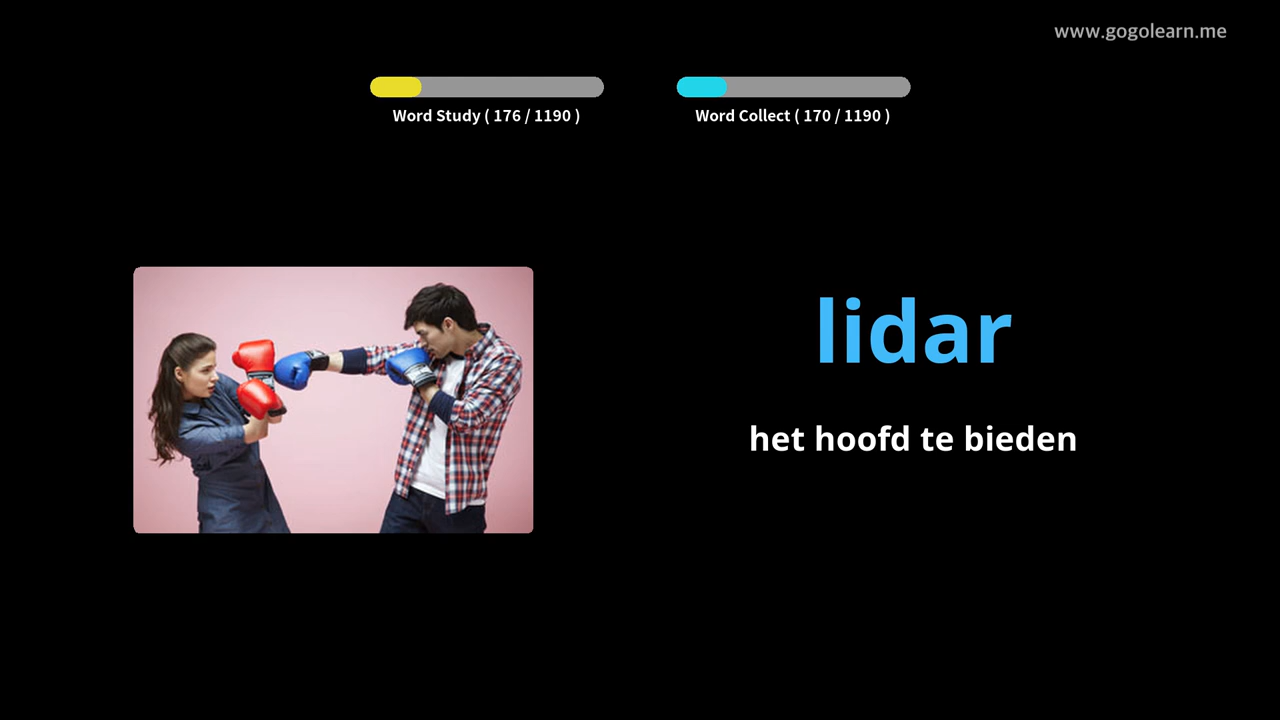 www.gogolearn.me
Word Study ( 176 / 1190 )
Word Collect ( 170 / 1190 )
lidar
het hoofd te bieden